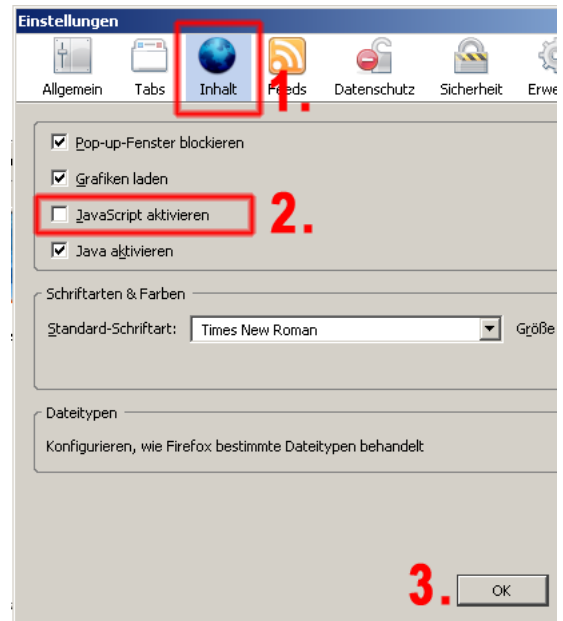 Einstellungen
Allgemein Tabs Inhalt Feeds Datenschutz Sicherheit Erwe
1.
Pop-up-Fenster blockieren
Grafiken laden
JavaScript aktivieren
2.
Java aktivieren
Schriftarten & Farben
Standard-Schriftart: Times New Roman Größe
Dateitypen
Konfigurieren, wie Firefox bestimmte Dateitypen behandelt
3. OK